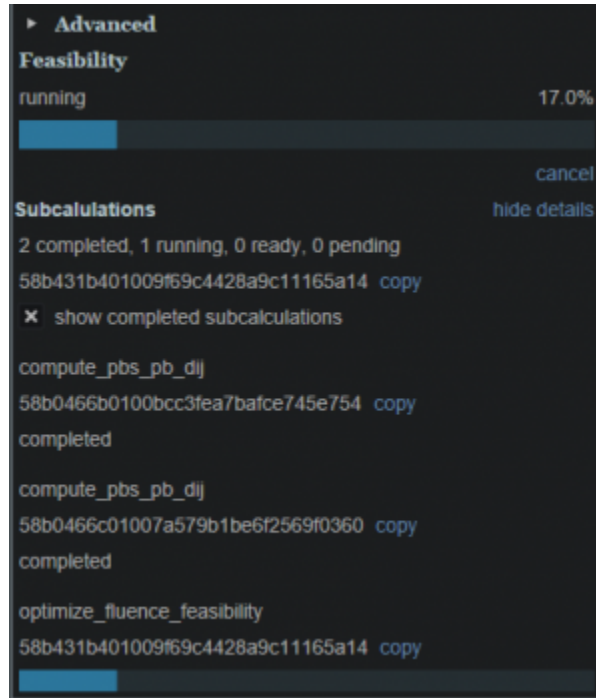 Advanced
Feasibility
running 17.0%
cancel
Subcalulations hide details
2 completed, 1 running, 0 ready, 0 pending
58b431b401009f69c4428a9c11165a14 copy
show completed subcalculations
compute_pbs_pb_dij
58b0466b0100bcc3fea7bafce745e754 copy
completed
compute_pbs_pb_dij
58b0466c01007a579b1be6f2569f0360 copy
completed
optimize_fluence_feasibility
58b431b401009f69c4428a9c11165a14 copy